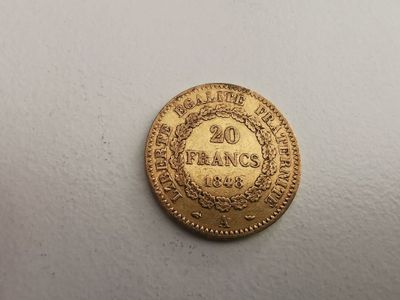 LIBERTE EGALITE FRATERNITE
20
FRANCS
1848
A